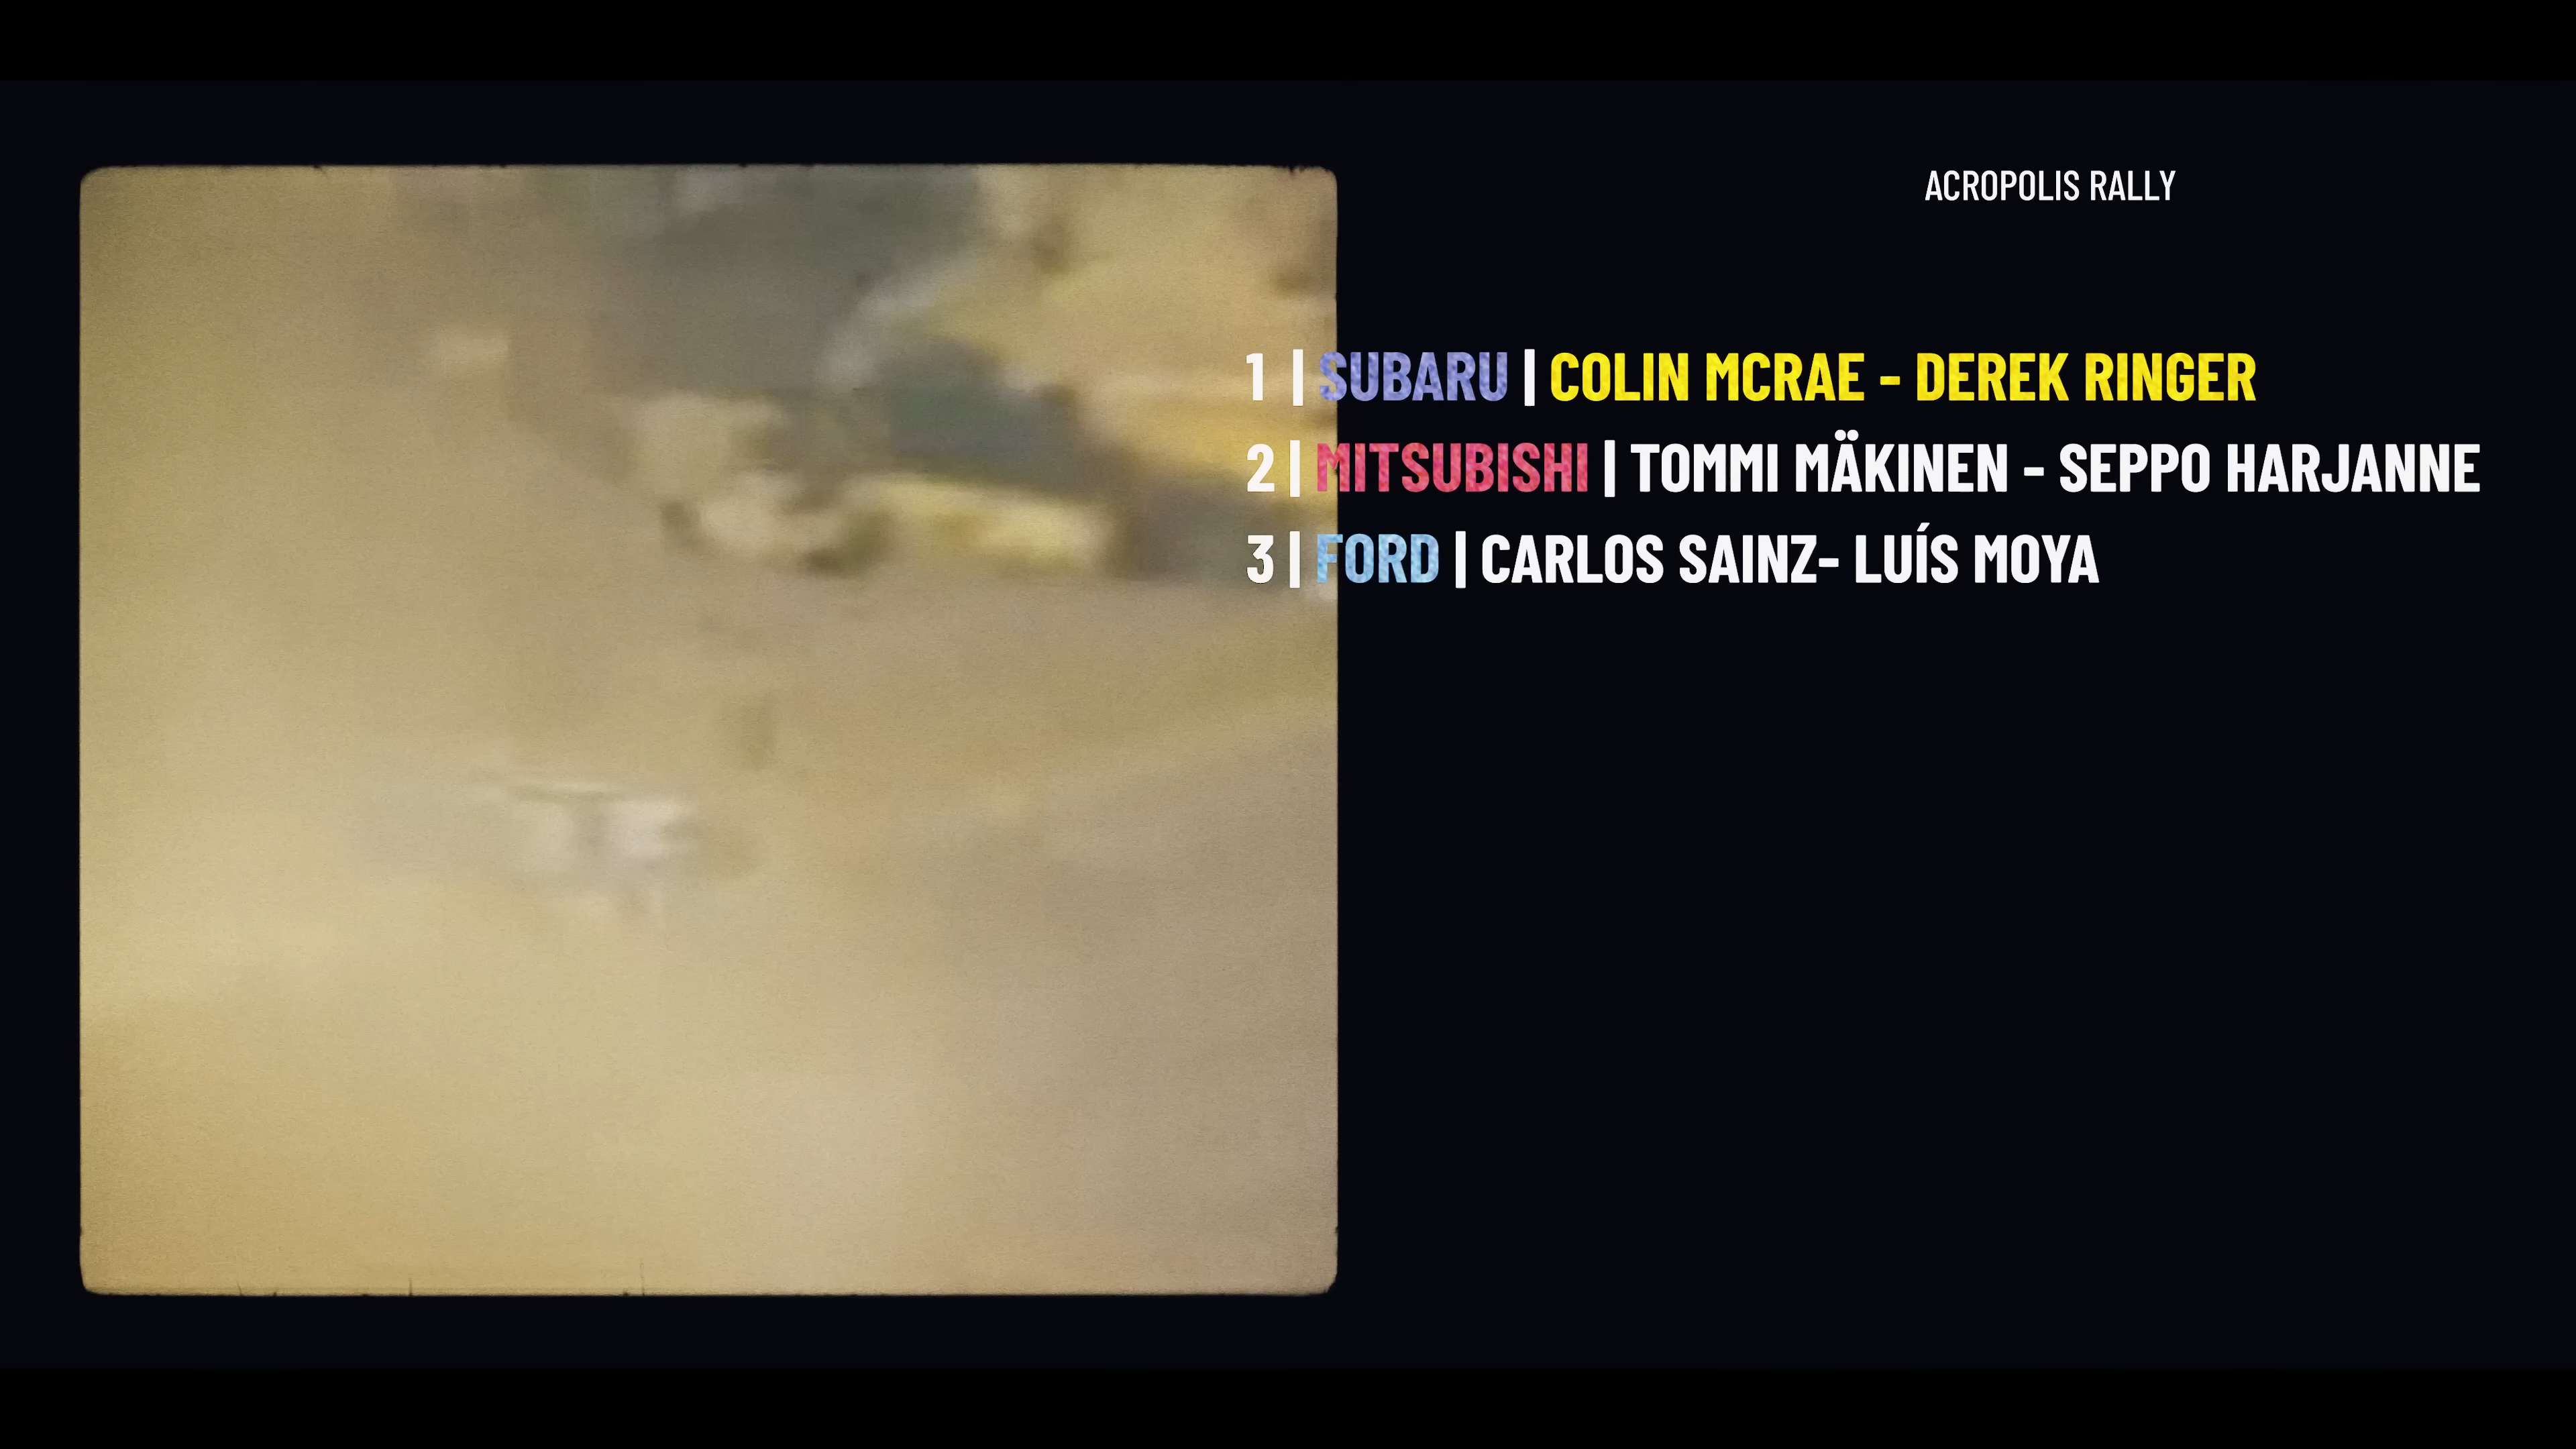 ACROPOLIS RALLY
1 | SUBARU | COLIN MCRAE - DEREK RINGER
2 | MITSUBISHI | TOMMI MÄKINEN - SEPPO HARJANNE
3 | FORD | CARLOS SAINZ- LUÍS MOYA